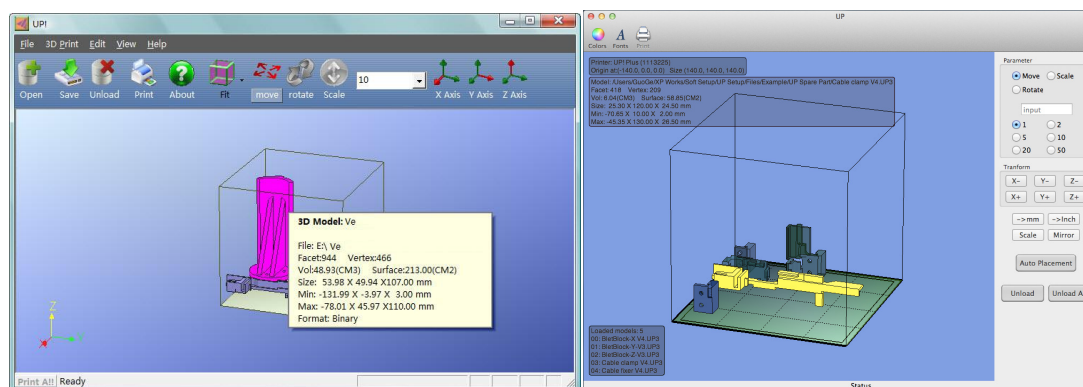 UP!
File 3D Print Edit View Help
Open Save Unload Print About Fit move rotate Scale 10 X Axis Y Axis Z Axis
3D Model: Ve
File: E:\ Ve
Facet:944 Vertex:466
Vol:48.93(CM3) Surface:213.00(CM2)
Size: 53.98 X 49.94 X107.00 mm
Min: -131.99 X -3.97 X 3.00 mm
Max: -78.01 X 45.97 X110.00 mm
Format: Binary
Z
Print A!! Ready
UP
Colors Fonts Print
Printer: UP! Plus (1113225)
Origin at:(-140.0, 0.0, 0.0) Size (140.0, 140.0, 140.0)
Model: /Users/GuoGe/XP Works/Soft Setup/UP Setup/Files/Example/UP Spare Part/Cable clamp V4.UP3
Facet: 418 Vertex: 209
Vol: 6.04(CM3) Surface: 58.85(CM2)
Size: 25.30 X 120.00 X 24.50 mm
Min: -70.65 X 10.00 X 2.00 mm
Max: -45.35 X 130.00 X 26.50 mm
Loaded models: 5
00: BletBlock-X V4.UP3
01: BletBlock-Y-V3.UP3
02: BletBlock-Z-V3.UP3
03: Cable clamp V4.UP3
04: Cable fixer V4.UP3
Parameter
Move Scale
Rotate
input
1 2
5 10
20 50
Tranform
X- Y- Z-
X+ Y+ Z+
->mm ->Inch
Scale Mirror
Auto Placement
Unload Unload A
Status